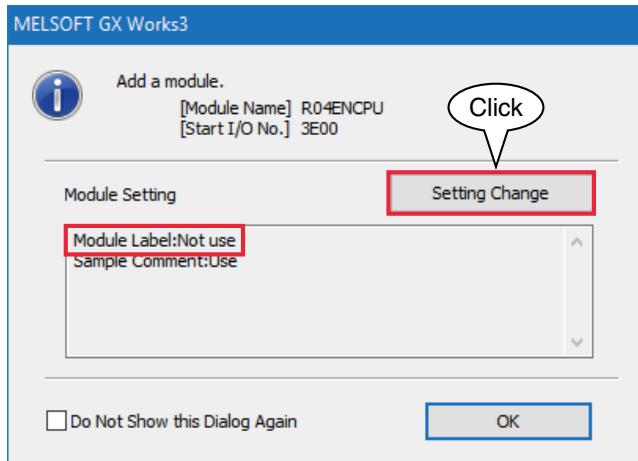 MELSOFT GX Works3
Add a module.
[Module Name] R04ENCPU
[Start I/O No.] 3E00
Click
Module Setting
Setting Change
Module Label:Not use
Sample Comment:Use
Do Not Show this Dialog Again
OK